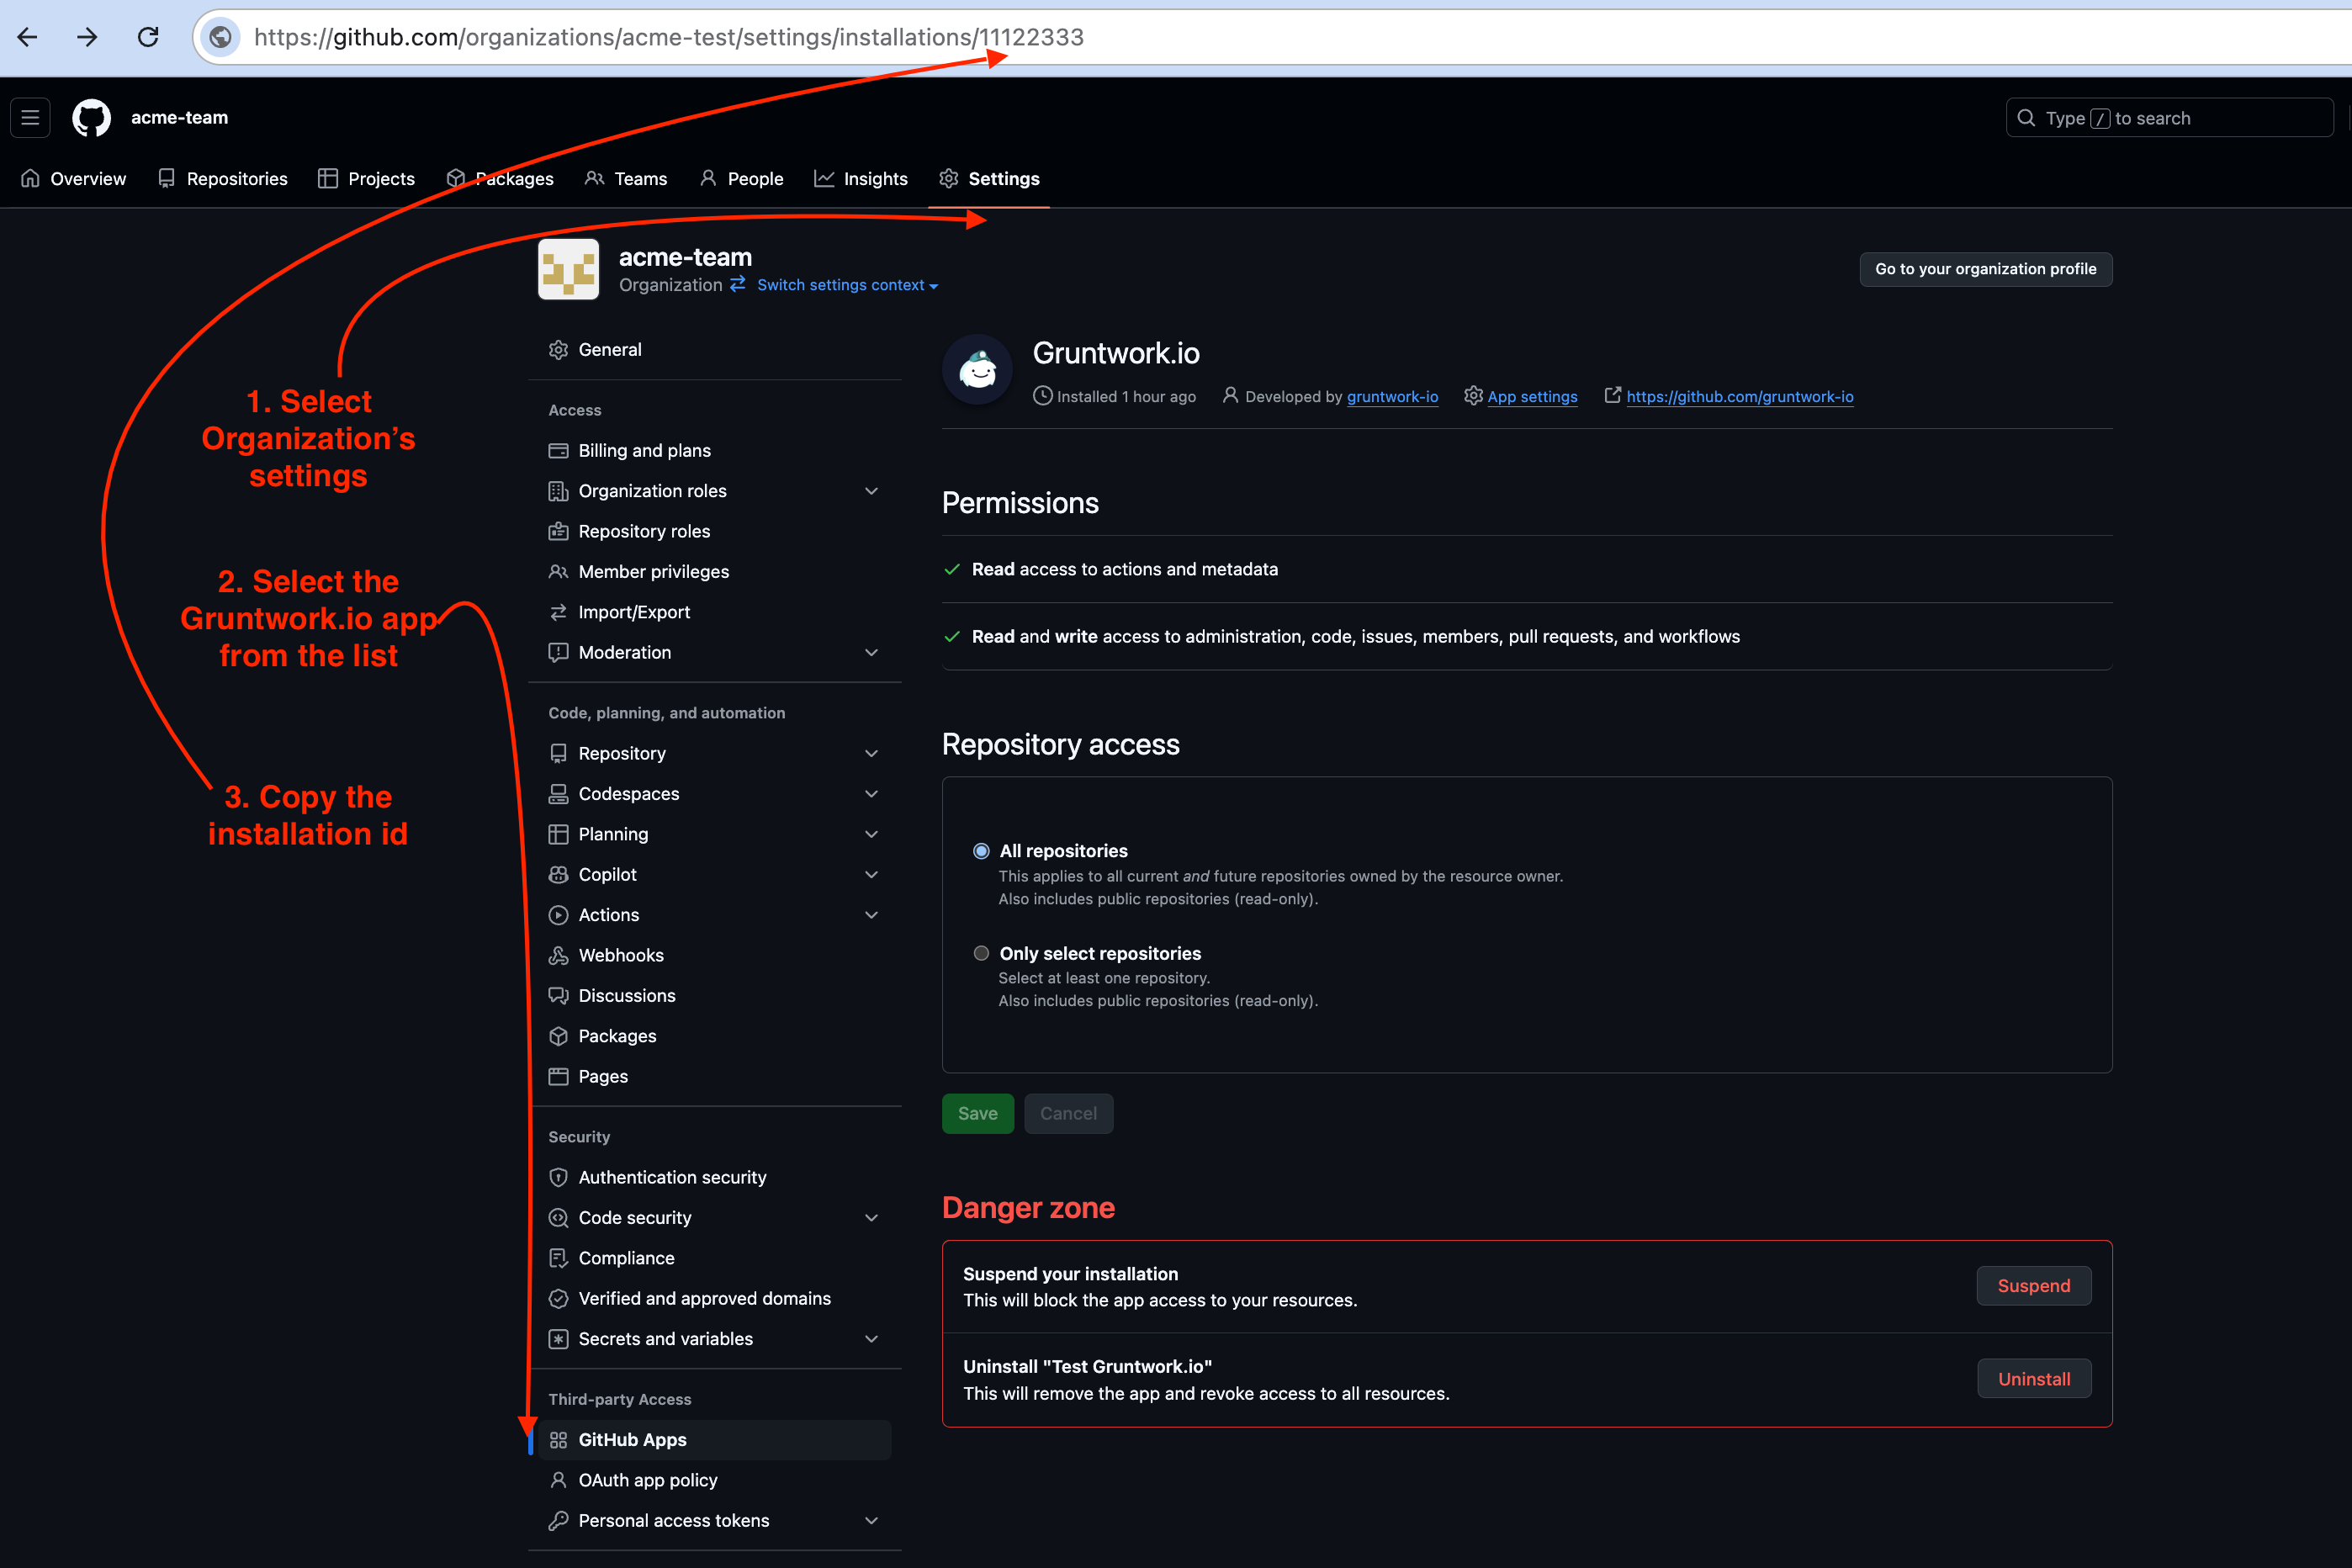 https://github.com/organizations/acme-test/settings/installations/11122333
acme-team
Type / to search
Overview
Repositories
Projects
Packages
Teams
People
Insights
Settings
acme-team
Organization
Switch settings context
Go to your organization profile
1. Select
Organization’s
settings
2. Select the
Gruntwork.io app
from the list
3. Copy the
installation id
General
Access
Billing and plans
Organization roles
Repository roles
Member privileges
Import/Export
Moderation
Code, planning, and automation
Repository
Codespaces
Planning
Copilot
Actions
Webhooks
Discussions
Packages
Pages
Security
Authentication security
Code security
Compliance
Verified and approved domains
Secrets and variables
Third-party Access
GitHub Apps
OAuth app policy
Personal access tokens
Gruntwork.io
Installed 1 hour ago
Developed by gruntwork-io
App settings
https://github.com/gruntwork-io
Permissions
Read access to actions and metadata
Read and write access to administration, code, issues, members, pull requests, and workflows
Repository access
All repositories
This applies to all current and future repositories owned by the resource owner.
Also includes public repositories (read-only).
Only select repositories
Select at least one repository.
Also includes public repositories (read-only).
Save
Cancel
Danger zone
Suspend your installation
This will block the app access to your resources.
Suspend
Uninstall "Test Gruntwork.io"
This will remove the app and revoke access to all resources.
Uninstall